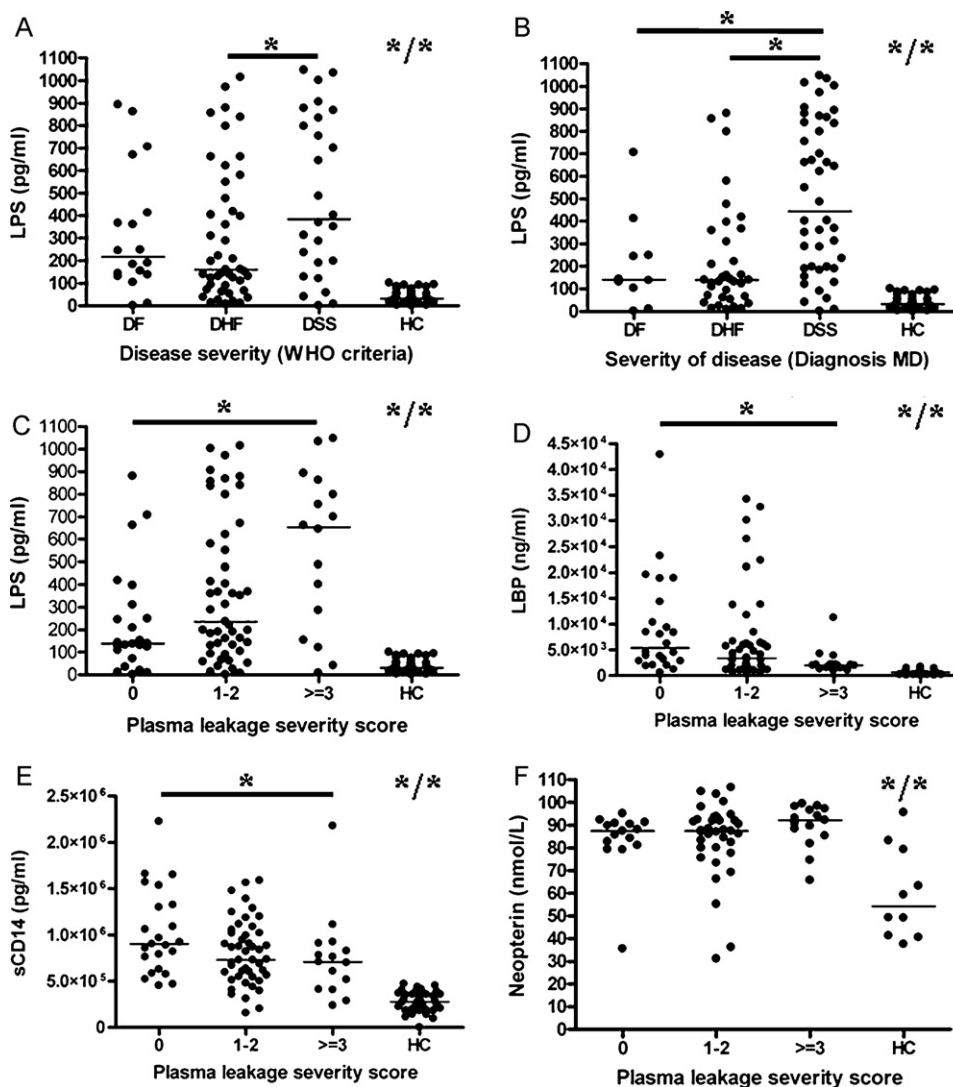 A
* */*
1100
1000
900
800
700
600
500
400
300
200
100
0
LPS (pg/ml)
DF DHF DSS HC
Disease severity (WHO criteria)
B
*
* */*
1100
1000
900
800
700
600
500
400
300
200
100
0
LPS (pg/ml)
DF DHF DSS HC
Severity of disease (Diagnosis MD)
C
* */*
1100
1000
900
800
700
600
500
400
300
200
100
0
LPS (pg/ml)
0 1-2 >=3 HC
Plasma leakage severity score
D
* */*
4.5×10⁴
4.0×10⁴
3.5×10⁴
3.0×10⁴
2.5×10⁴
2.0×10⁴
1.5×10⁴
1.0×10⁴
5.0×10³
0
LBP (ng/ml)
0 1-2 >=3 HC
Plasma leakage severity score
E
* */*
2.5×10⁶
2.0×10⁶
1.5×10⁶
1.0×10⁶
5.0×10⁵
0
sCD14 (pg/ml)
0 1-2 >=3 HC
Plasma leakage severity score
F
*/*
110
100
90
80
70
60
50
40
30
20
10
0
Neopterin (nmol/L)
0 1-2 >=3 HC
Plasma leakage severity score